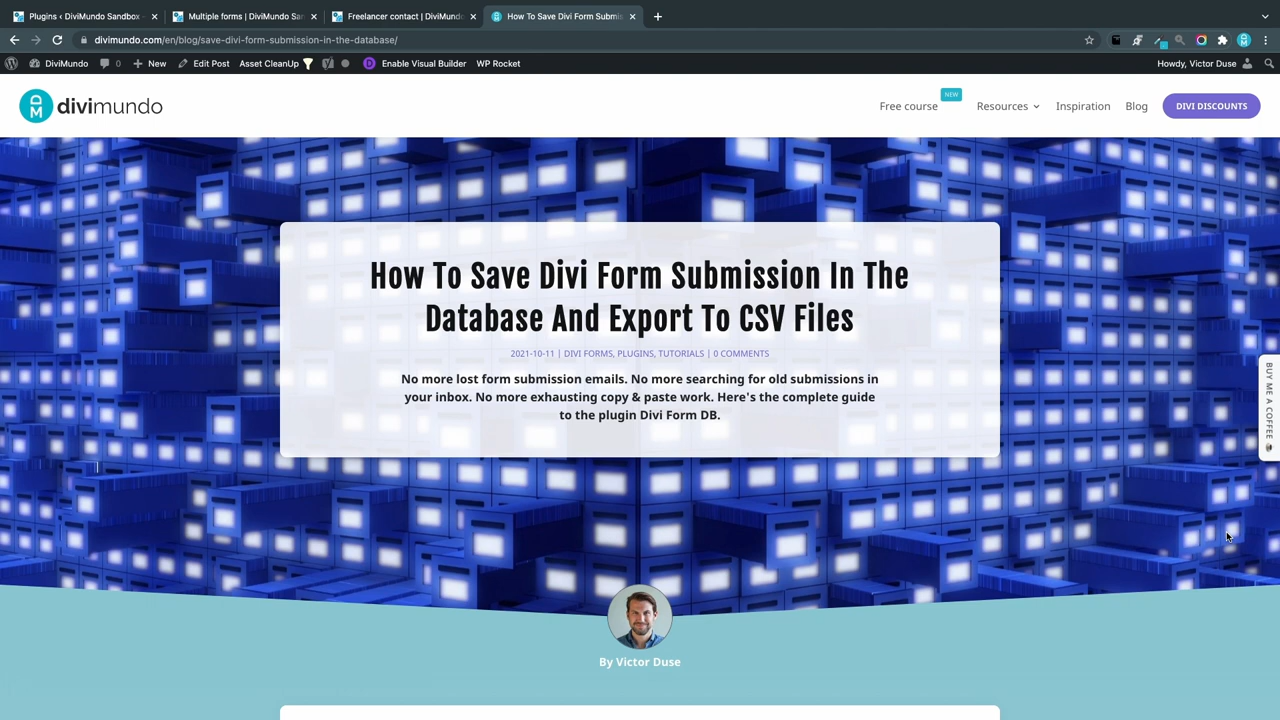 Plugins ‹ DiviMundo Sandbox
Multiple forms | DiviMundo San
Freelancer contact | DiviMundo
How To Save Divi Form Submis
divimundo.com/en/blog/save-divi-form-submission-in-the-database/
DiviMundo
0
New
Edit Post
Asset CleanUp
Enable Visual Builder
WP Rocket
Howdy, Victor Duse
DM divimundo
Free course
NEW
Resources
Inspiration
Blog
DIVI DISCOUNTS
How To Save Divi Form Submission In The
Database And Export To CSV Files
2021-10-11 | DIVI FORMS, PLUGINS, TUTORIALS | 0 COMMENTS
No more lost form submission emails. No more searching for old submissions in
your inbox. No more exhausting copy & paste work. Here's the complete guide
to the plugin Divi Form DB.
BUY ME A COFFEE
By Victor Duse